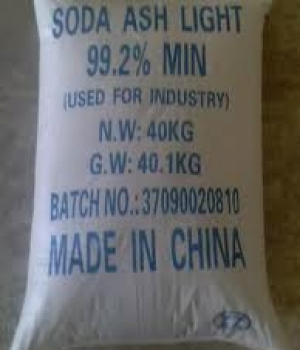 SODA ASH LIGHT
99.2% MIN
(USED FOR INDUSTRY)
N.W: 40KG
G.W: 40.1KG
BATCH NO.: 37090020810
MADE IN CHINA